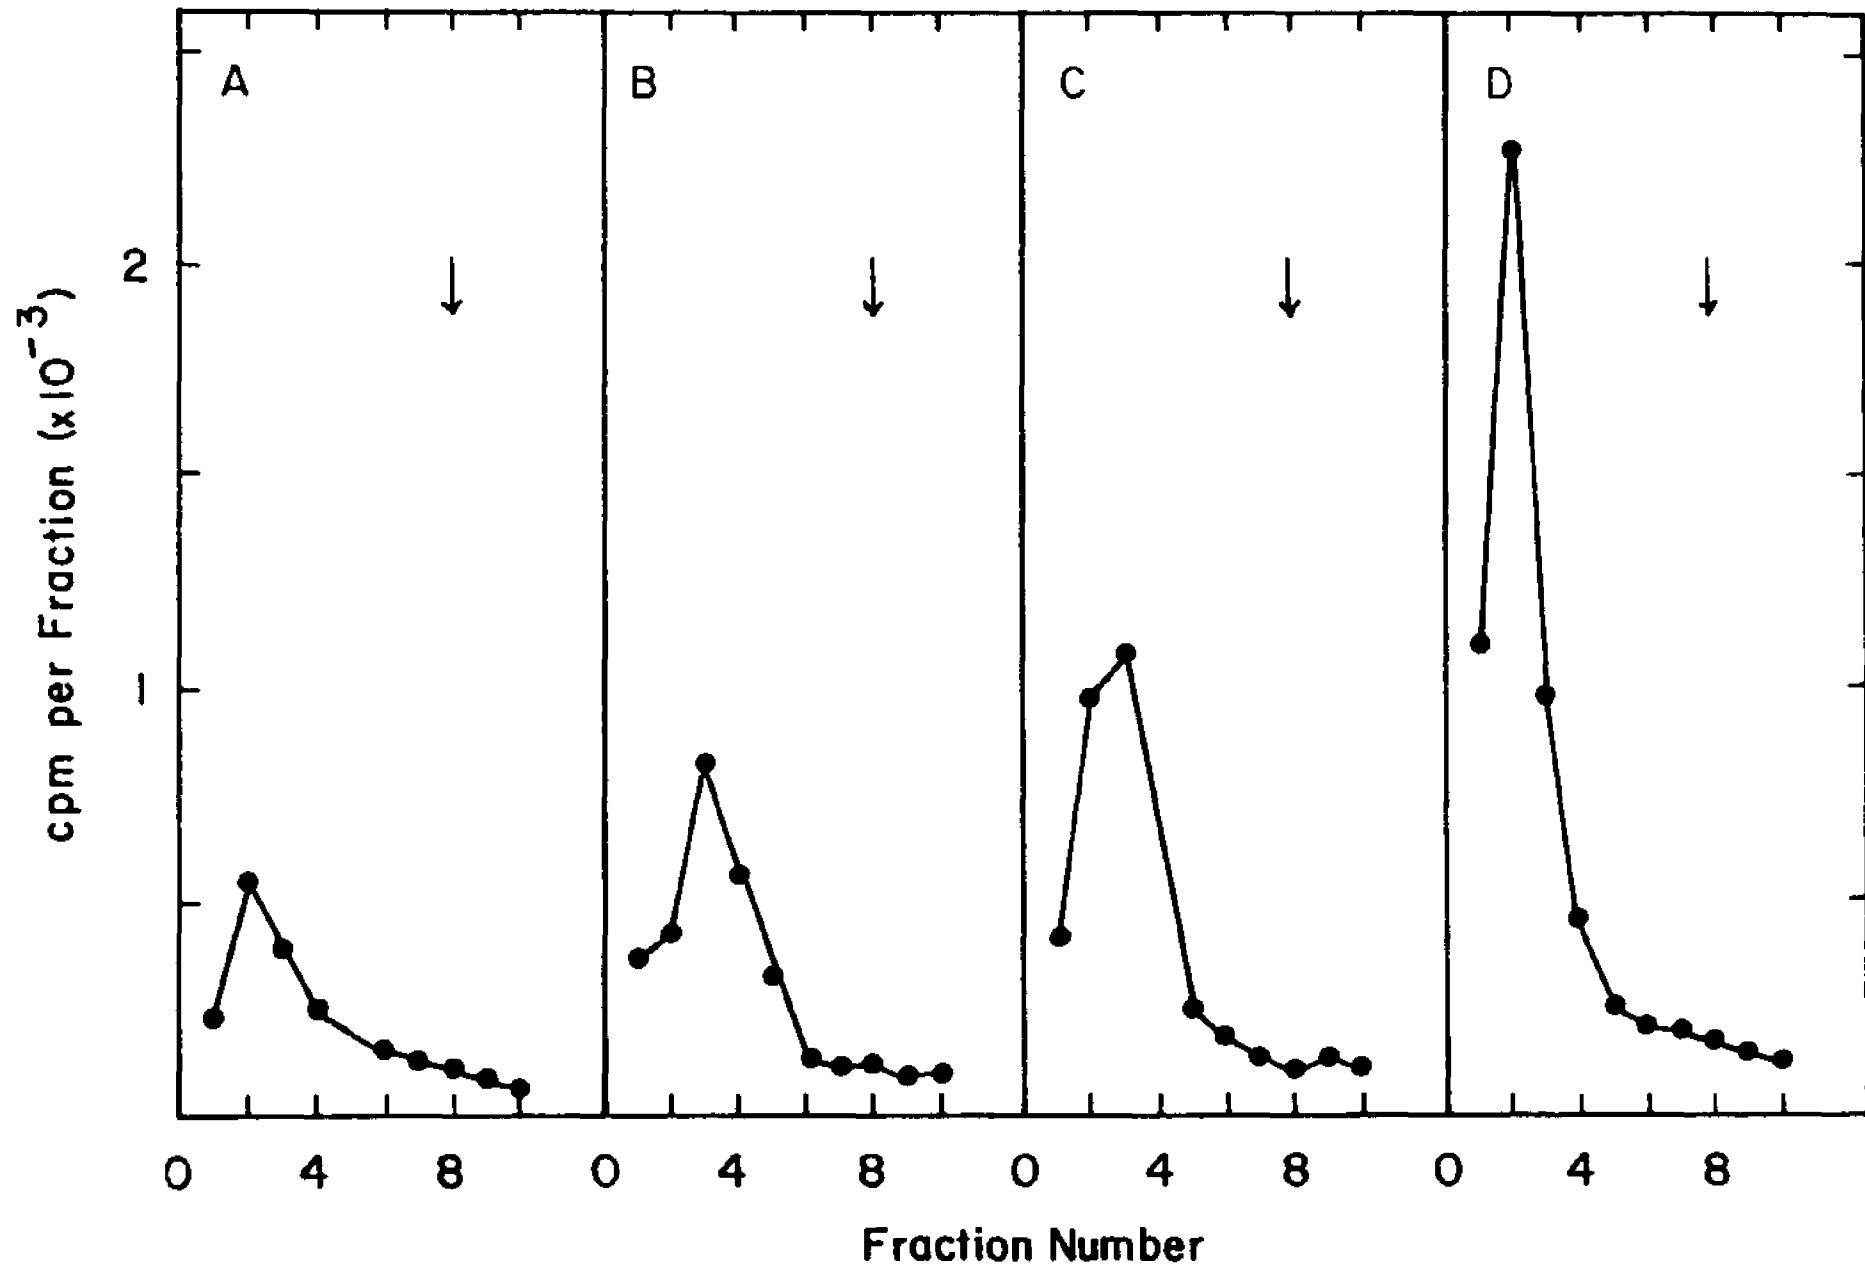 A B C D
2
1
cpm per Fraction (x10⁻³)
0 4 8 0 4 8 0 4 8 0 4 8
Fraction Number